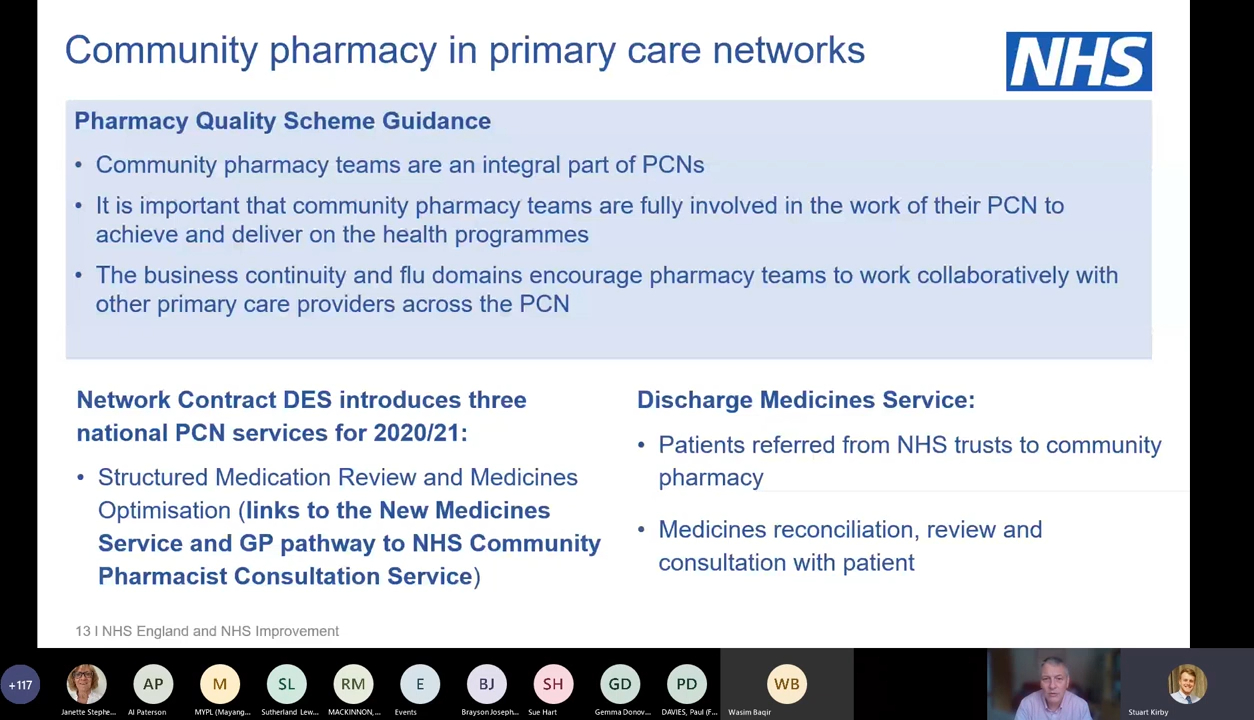 Community pharmacy in primary care networks
NHS
Pharmacy Quality Scheme Guidance
• Community pharmacy teams are an integral part of PCNs
• It is important that community pharmacy teams are fully involved in the work of their PCN to
achieve and deliver on the health programmes
• The business continuity and flu domains encourage pharmacy teams to work collaboratively with
other primary care providers across the PCN
Network Contract DES introduces three
national PCN services for 2020/21:
• Structured Medication Review and Medicines
Optimisation (links to the New Medicines
Service and GP pathway to NHS Community
Pharmacist Consultation Service)
Discharge Medicines Service:
• Patients referred from NHS trusts to community
pharmacy
• Medicines reconciliation, review and
consultation with patient
13 l NHS England and NHS Improvement
+117
AP
M
SL
RM
E
BJ
SH
GD
PD
WB
Janette Stephe...
Al Paterson
MYPL (Mayang...
Sutherland Lew...
MACKINNON,...
Events
Brayson Joseph...
Sue Hart
Gemma Donov...
DAVIES, Paul (F...
Wasim Baqir
Stuart Kirby